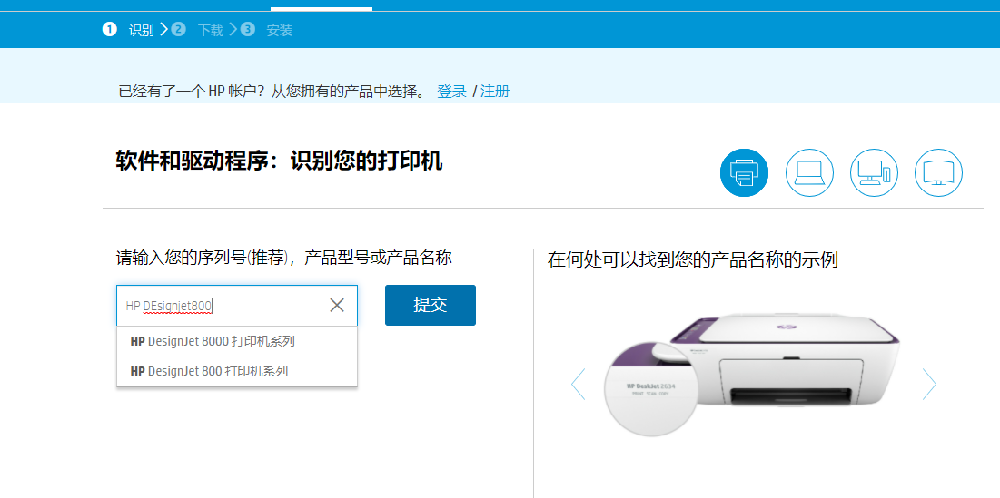 1 识别 2 下载 3 安装
已经有了一个 HP 帐户？从您拥有的产品中选择。 登录 / 注册
软件和驱动程序：识别您的打印机
请输入您的序列号(推荐)，产品型号或产品名称
在何处可以找到您的产品名称的示例
HP DEsignjet800
提交
HP DesignJet 8000 打印机系列
HP DesignJet 800 打印机系列
HP DeskJet 2634
PRINT SCAN COPY